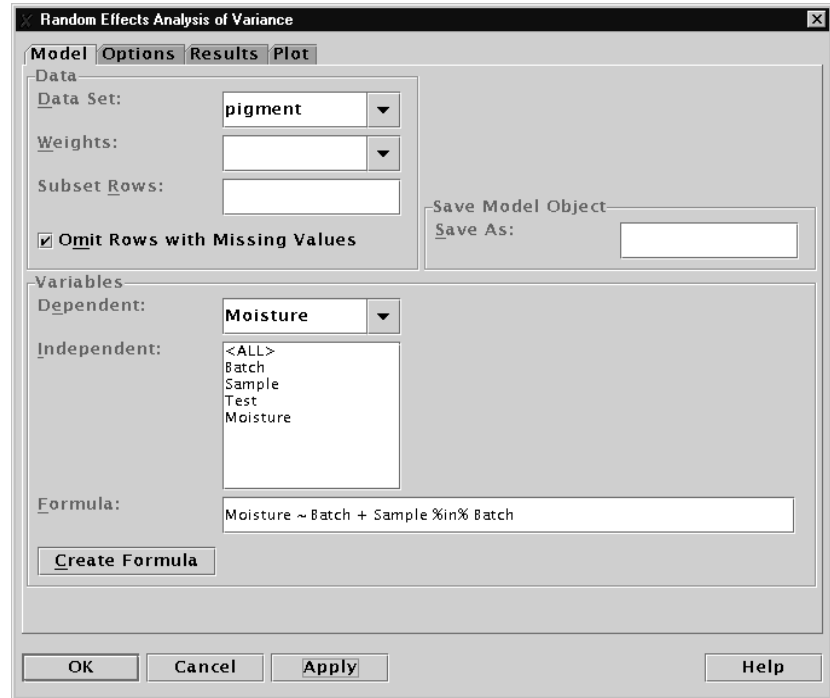 Random Effects Analysis of Variance
Model Options Results Plot
Data
Data Set:
pigment
Weights:
Subset Rows:
Omit Rows with Missing Values
Save Model Object
Save As:
Variables
Dependent:
Moisture
Independent:
<ALL>
Batch
Sample
Test
Moisture
Formula:
Moisture ~ Batch + Sample %in% Batch
Create Formula
OK Cancel Apply Help